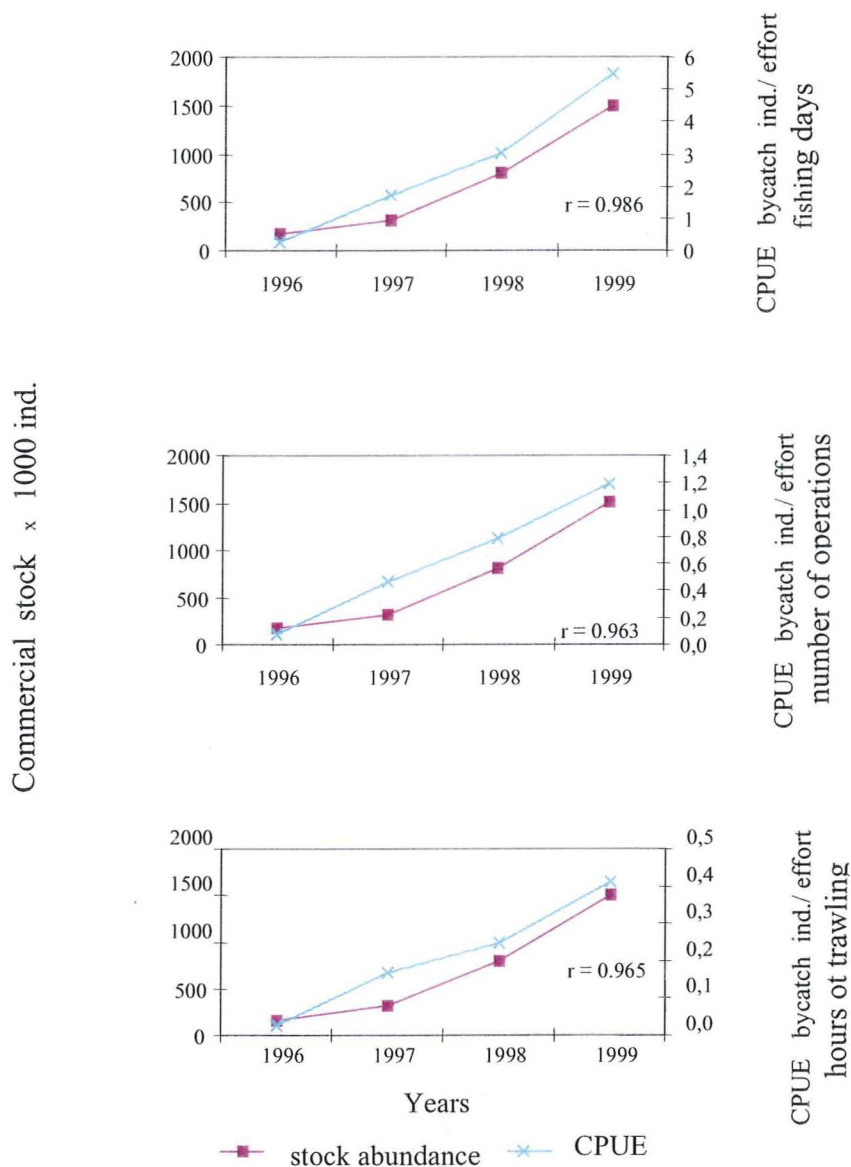 2000
1500
1000
500
0
6
5
4
3
2
1
0
r = 0.986
1996 1997 1998 1999
CPUE bycatch ind./ effort
fishing days
Commercial stock x 1000 ind.
2000
1500
1000
500
0
1,4
1,2
1,0
0,8
0,6
0,4
0,2
0,0
r = 0.963
1996 1997 1998 1999
CPUE bycatch ind./ effort
number of operations
2000
1500
1000
500
0
0,5
0,4
0,3
0,2
0,1
0,0
r = 0.965
1996 1997 1998 1999
CPUE bycatch ind./ effort
hours ot trawling
Years
stock abundance CPUE